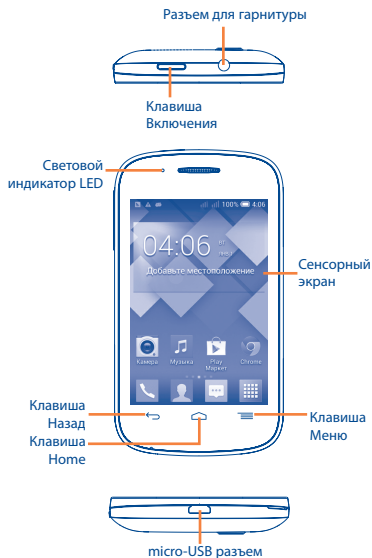 Разъем для гарнитуры
Клавиша
Включения
Световой
индикатор LED
100% 4:06
04:06
вт
Добавьте местоположение
Сенсорный
экран
Камера
Музыка
Play
Маркет
Chrome
Клавиша
Назад
Клавиша
Home
Клавиша
Меню
micro-USB разъем